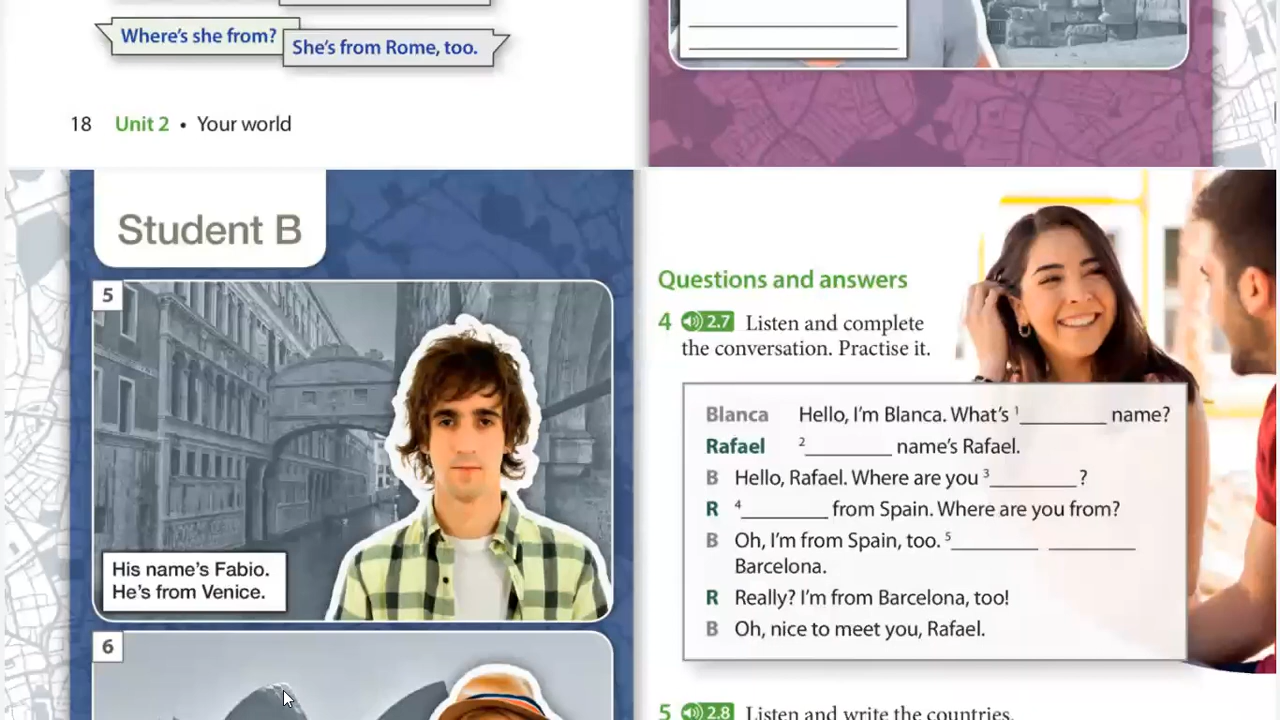 Where's she from?
She's from Rome, too.
18 Unit 2 • Your world
Student B
5
His name's Fabio.
He's from Venice.
6
Questions and answers
4 2.7 Listen and complete
the conversation. Practise it.
Blanca Hello, I'm Blanca. What's 1_________ name?
Rafael 2_________ name's Rafael.
B Hello, Rafael. Where are you 3_________?
R 4_________ from Spain. Where are you from?
B Oh, I'm from Spain, too. 5_________ _________
Barcelona.
R Really? I'm from Barcelona, too!
B Oh, nice to meet you, Rafael.
5 2.8 Listen and write the countries.